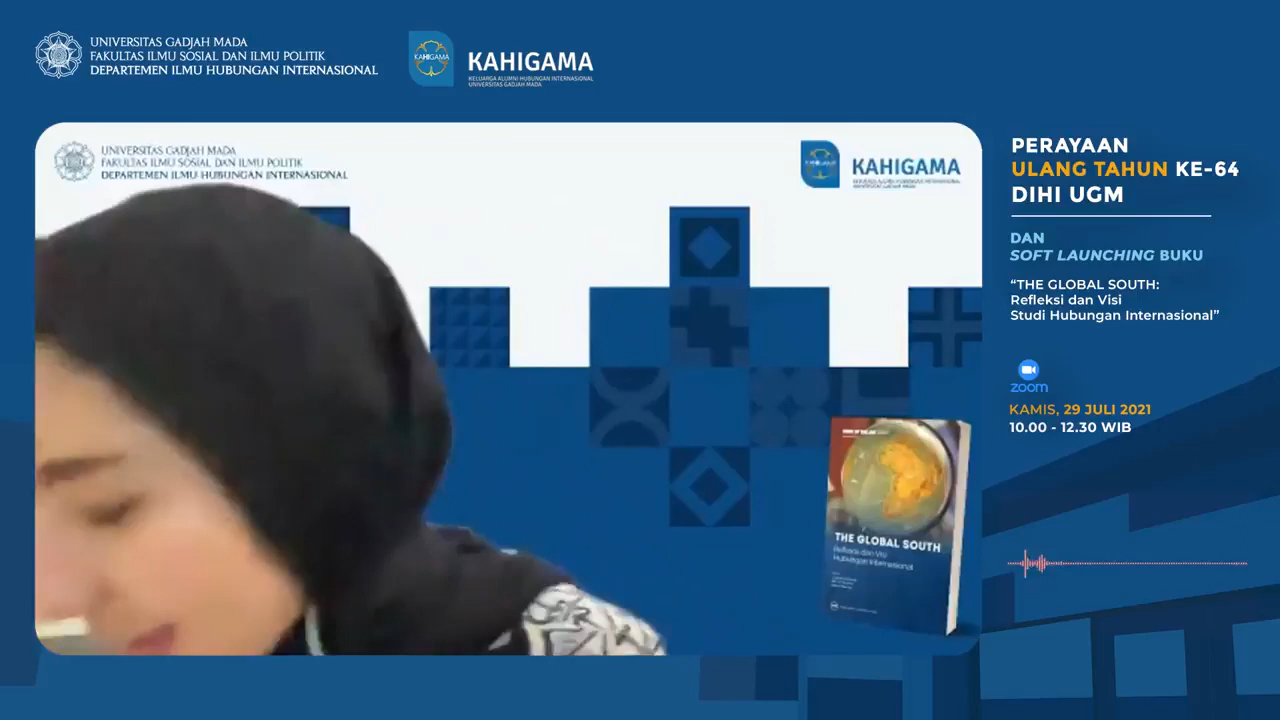 UNIVERSITAS GADJAH MADA
FAKULTAS ILMU SOSIAL DAN ILMU POLITIK
DEPARTEMEN ILMU HUBUNGAN INTERNASIONAL
KAHIGAMA
KAHIGAMA
KELUARGA ALUMNI HUBUNGAN INTERNASIONAL
UNIVERSITAS GADJAH MADA
UNIVERSITAS GADJAH MADA
FAKULTAS ILMU SOSIAL DAN ILMU POLITIK
DEPARTEMEN ILMU HUBUNGAN INTERNASIONAL
KAHIGAMA
THE GLOBAL SOUTH
Refleksi dan Visi
Hubungan Internasional
PERAYAAN
ULANG TAHUN KE-64
DIHI UGM
DAN
SOFT LAUNCHING BUKU
“THE GLOBAL SOUTH:
Refleksi dan Visi
Studi Hubungan Internasional”
zoom
KAMIS, 29 JULI 2021
10.00 - 12.30 WIB